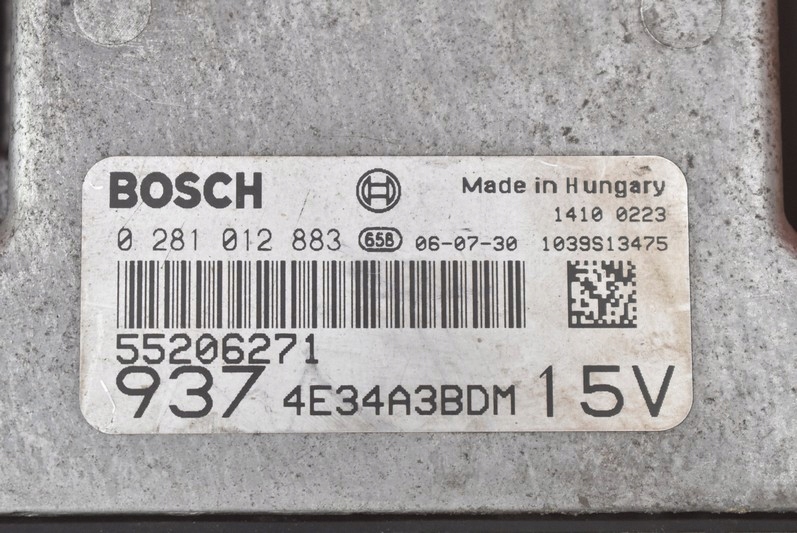 BOSCH Made in Hungary
1410 0223
0 281 012 883 658 06-07-30 1039S13475
55206271
937 4E34A3BDM 15V